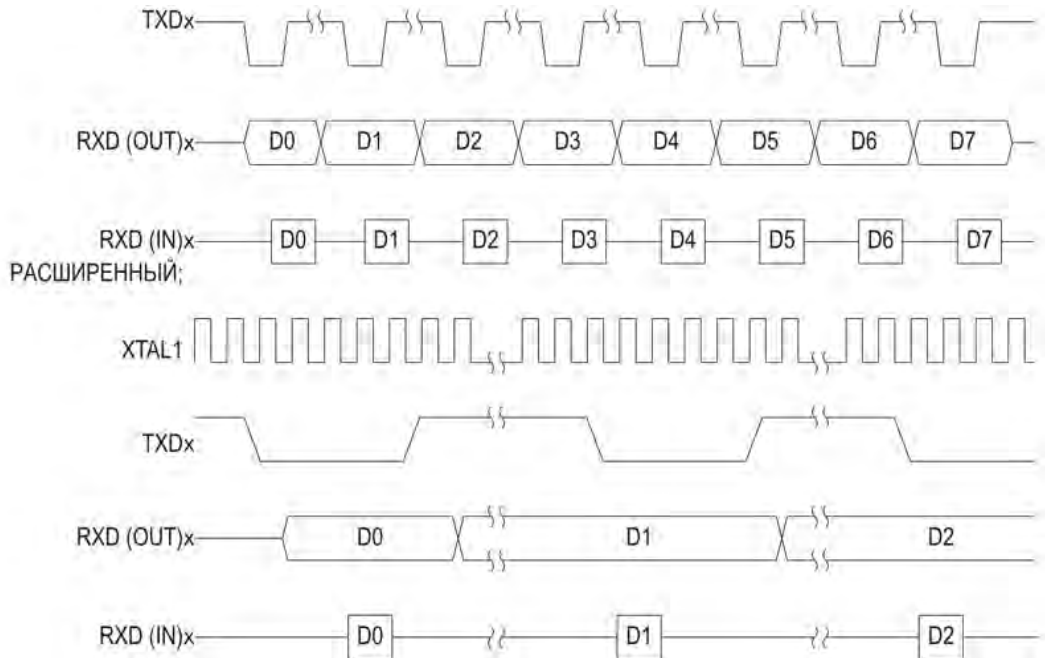 TXDx
RXD (OUT)x D0 D1 D2 D3 D4 D5 D6 D7
RXD (IN)x D0 D1 D2 D3 D4 D5 D6 D7
РАСШИРЕННЫЙ;
XTAL1
TXDx
RXD (OUT)x D0 D1 D2
RXD (IN)x D0 D1 D2